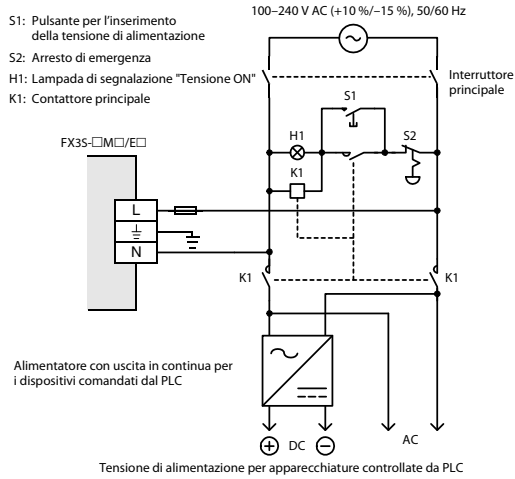 100–240 V AC (+10 %/–15 %), 50/60 Hz
S1: Pulsante per l’inserimento
della tensione di alimentazione
S2: Arresto di emergenza
H1: Lampada di segnalazione "Tensione ON"
K1: Contattore principale
Interruttore
principale
S1
H1
S2
K1
FX3S-□M□/E□
L
N
K1
K1
Alimentatore con uscita in continua per
i dispositivi comandati dal PLC
+ DC –
AC
Tensione di alimentazione per apparecchiature controllate da PLC